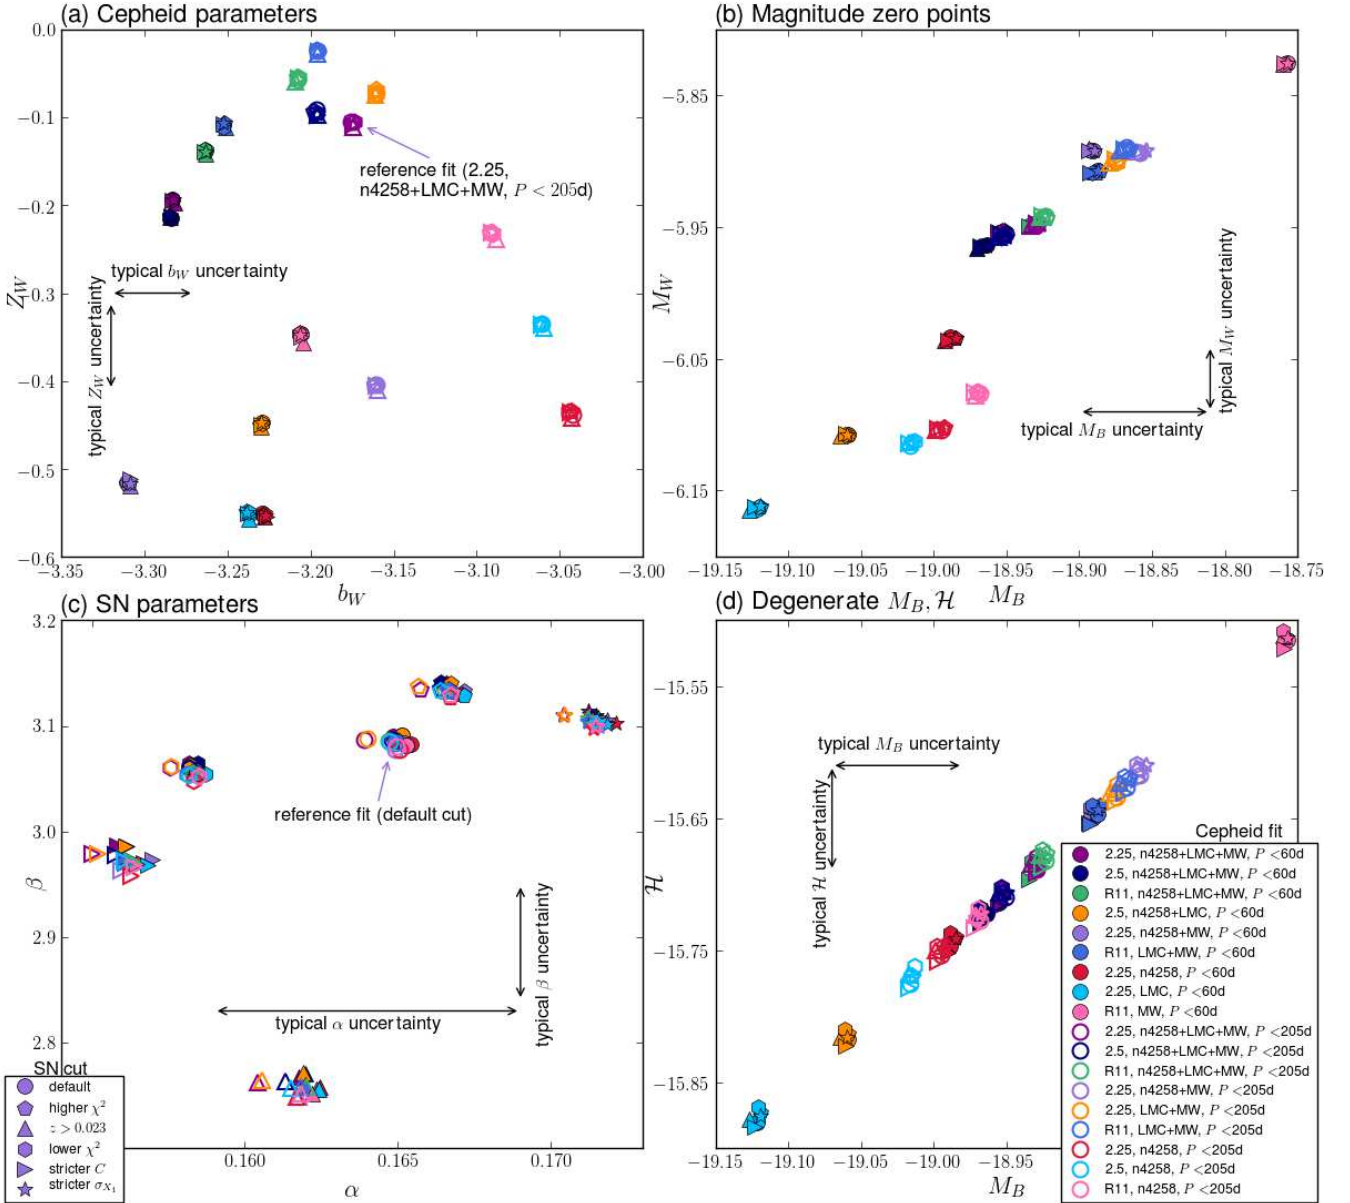 (a) Cepheid parameters
0.0
−0.1
−0.2
−0.3
−0.4
−0.5
−0.6
Z_W
reference fit (2.25,
n4258+LMC+MW, P < 205d)
typical b_W uncertainty
typical Z_W uncertainty
−3.35 −3.30 −3.25 −3.20 −3.15 −3.10 −3.05 −3.00
b_W
(b) Magnitude zero points
−5.85
−5.95
−6.05
−6.15
M_W
typical M_W uncertainty
typical M_B uncertainty
−19.15 −19.10 −19.05 −19.00 −18.95 −18.90 −18.85 −18.80 −18.75
M_B
(c) SN parameters
3.2
3.1
3.0
2.9
2.8
β
reference fit (default cut)
typical β uncertainty
typical α uncertainty
0.160 0.165 0.170
α
SN cut
default
higher χ²
z > 0.023
lower χ²
stricter C
stricter σ_X₁
(d) Degenerate M_B, ℋ
−15.55
−15.65
−15.75
−15.85
ℋ
typical M_B uncertainty
typical ℋ uncertainty
−19.15 −19.10 −19.05 −19.00 −18.95
M_B
Cepheid fit
2.25, n4258+LMC+MW, P <60d
2.5, n4258+LMC+MW, P <60d
R11, n4258+LMC+MW, P <60d
2.5, n4258+LMC, P <60d
2.25, n4258+MW, P <60d
R11, LMC+MW, P <60d
2.25, n4258, P <60d
2.25, LMC, P <60d
R11, MW, P <60d
2.25, n4258+LMC+MW, P <205d
2.5, n4258+LMC+MW, P <205d
R11, n4258+LMC+MW, P <205d
2.25, n4258+MW, P <205d
2.25, LMC+MW, P <205d
R11, LMC+MW, P <205d
2.25, n4258, P <205d
2.5, n4258, P <205d
R11, n4258, P <205d